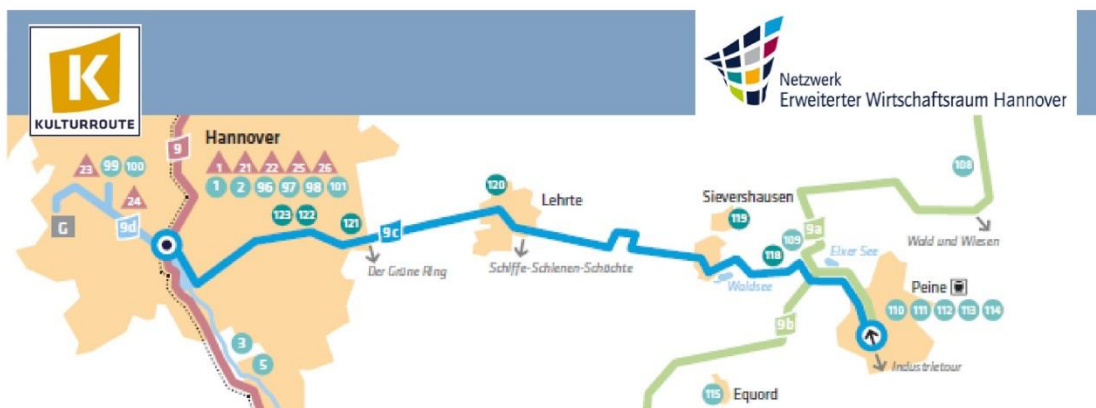 K
KULTURROUTE
Netzwerk
Erweiterter Wirtschaftsraum Hannover
9
Hannover
1 21 22 25 26
1 2 96 97 98 101
23 99 100
24
G
9d
123 122
121
9c
Der Grüne Ring
120
Lehrte
Schiffe-Schienen-Schächte
Sievershausen
119
108
9a
109
118
Wald und Wiesen
Eixer See
Waldsee
Peine
110 111 112 113 114
9b
Industrietour
3
5
115 Equord